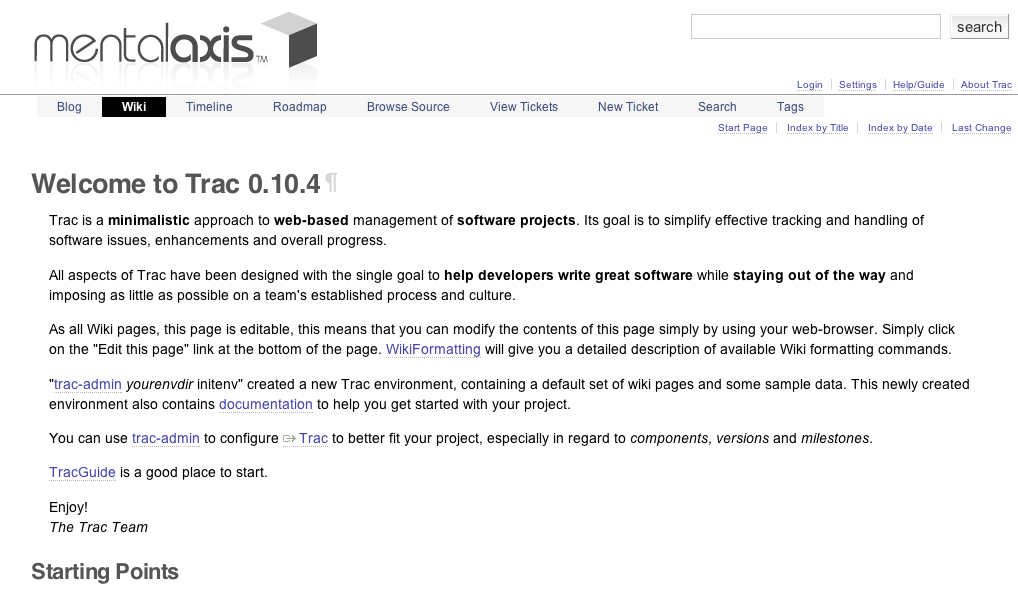 mentalaxis™
search
Login Settings Help/Guide About Trac
Blog Wiki Timeline Roadmap Browse Source View Tickets New Ticket Search Tags
Start Page Index by Title Index by Date Last Change
Welcome to Trac 0.10.4 ¶
Trac is a minimalistic approach to web-based management of software projects. Its goal is to simplify effective tracking and handling of
software issues, enhancements and overall progress.
All aspects of Trac have been designed with the single goal to help developers write great software while staying out of the way and
imposing as little as possible on a team's established process and culture.
As all Wiki pages, this page is editable, this means that you can modify the contents of this page simply by using your web-browser. Simply click
on the "Edit this page" link at the bottom of the page. WikiFormatting will give you a detailed description of available Wiki formatting commands.
"trac-admin yourenvdir initenv" created a new Trac environment, containing a default set of wiki pages and some sample data. This newly created
environment also contains documentation to help you get started with your project.
You can use trac-admin to configure Trac to better fit your project, especially in regard to components, versions and milestones.
TracGuide is a good place to start.
Enjoy!
The Trac Team
Starting Points